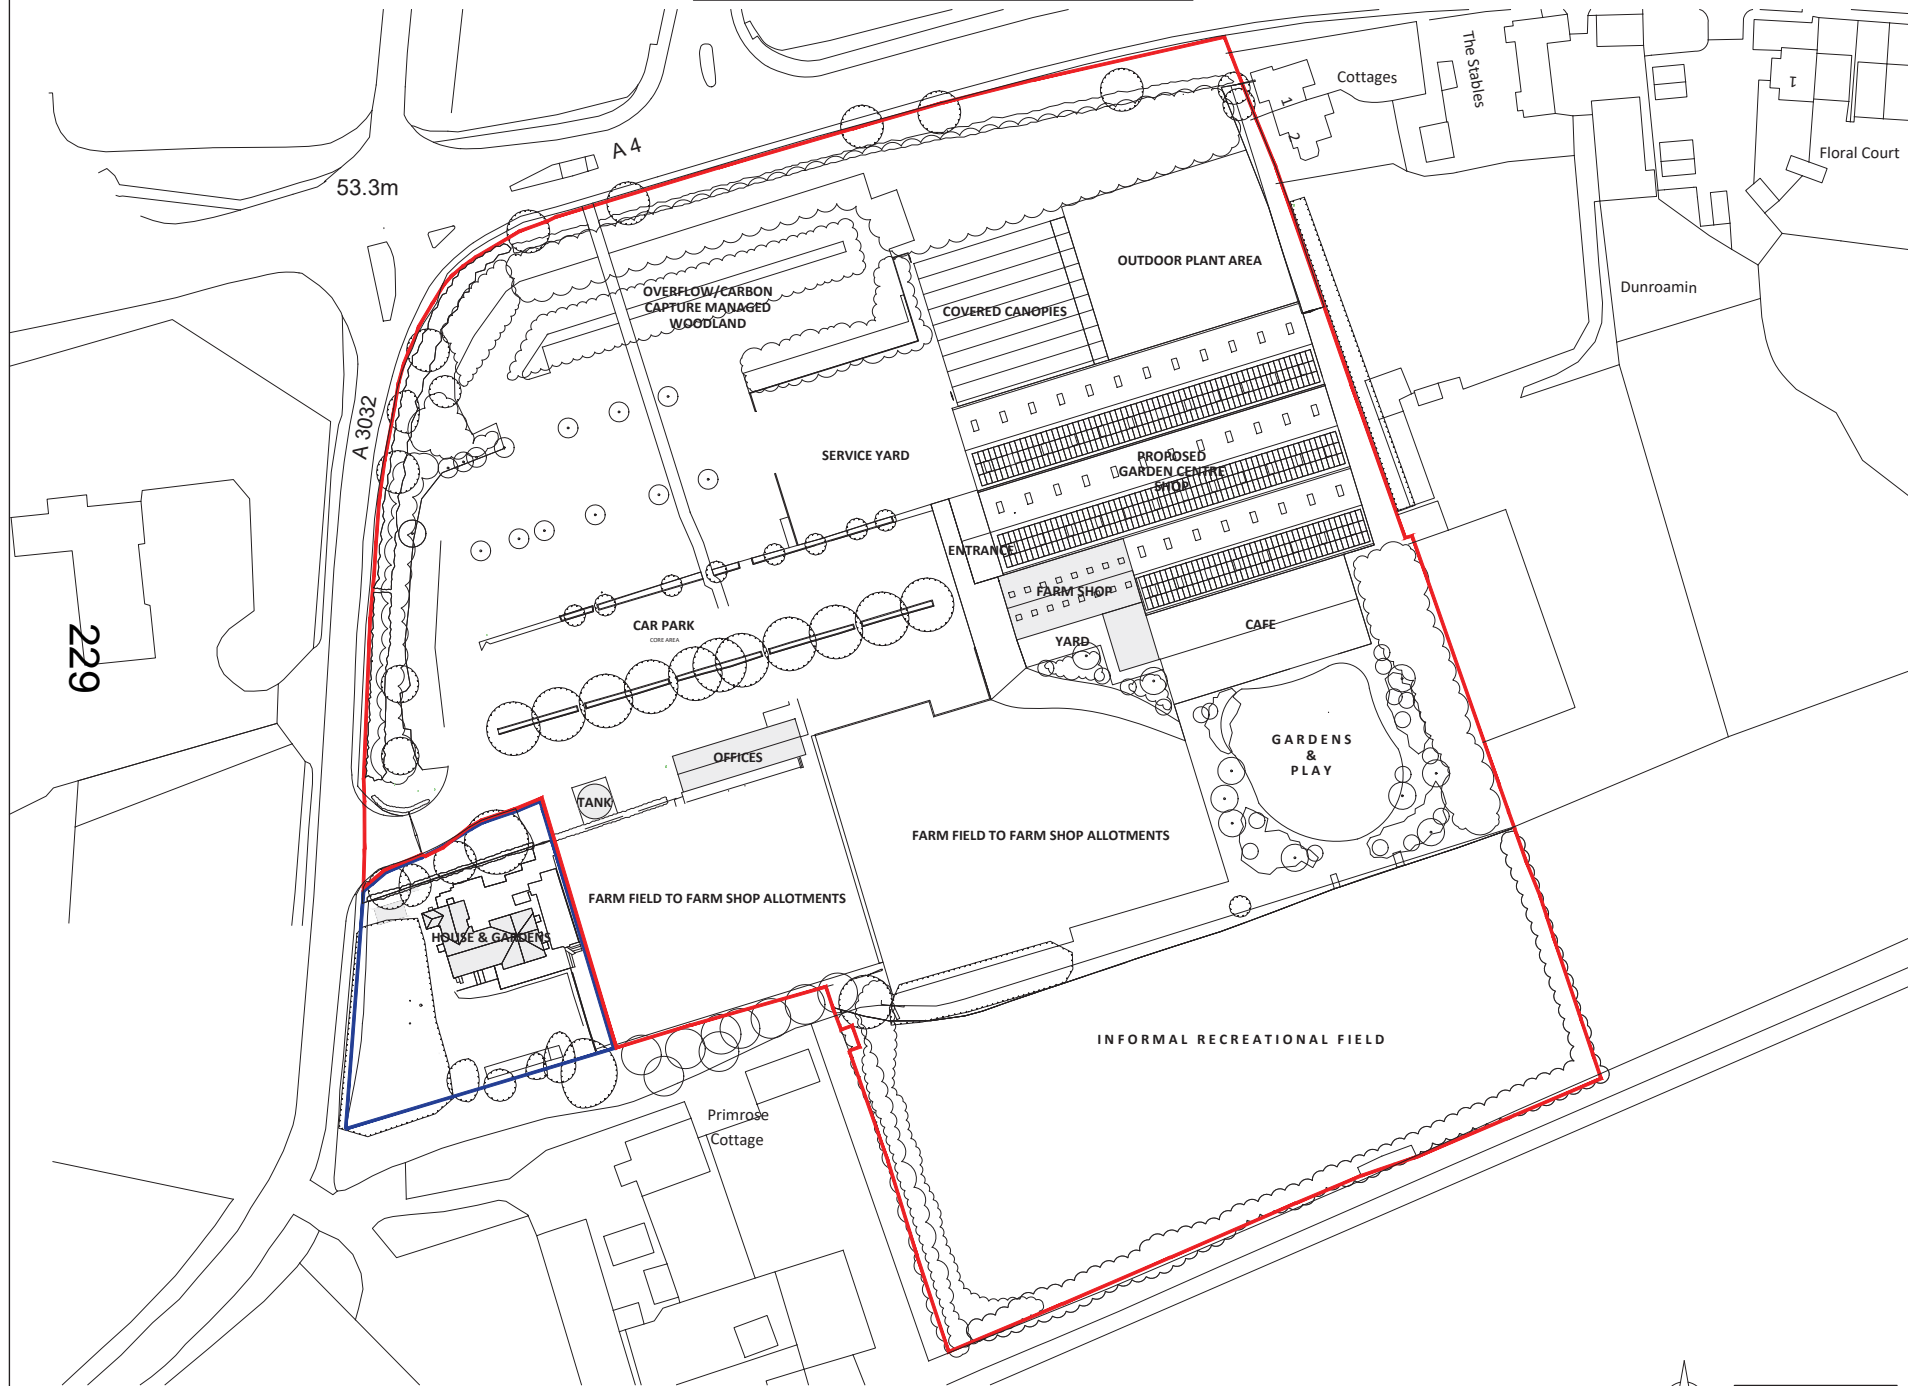 Cottages
The Stables
1
2
1
Floral Court
A 4
53.3m
Dunroamin
OUTDOOR PLANT AREA
OVERFLOW/CARBON
CAPTURE MANAGED
WOODLAND
COVERED CANOPIES
A 3032
SERVICE YARD
PROPOSED
GARDEN CENTRE
SHOP
ENTRANCE
FARM SHOP
CAR PARK
CORE AREA
CAFE
YARD
229
GARDENS
&
PLAY
OFFICES
TANK
FARM FIELD TO FARM SHOP ALLOTMENTS
FARM FIELD TO FARM SHOP ALLOTMENTS
HOUSE & GARDENS
INFORMAL RECREATIONAL FIELD
Primrose
Cottage